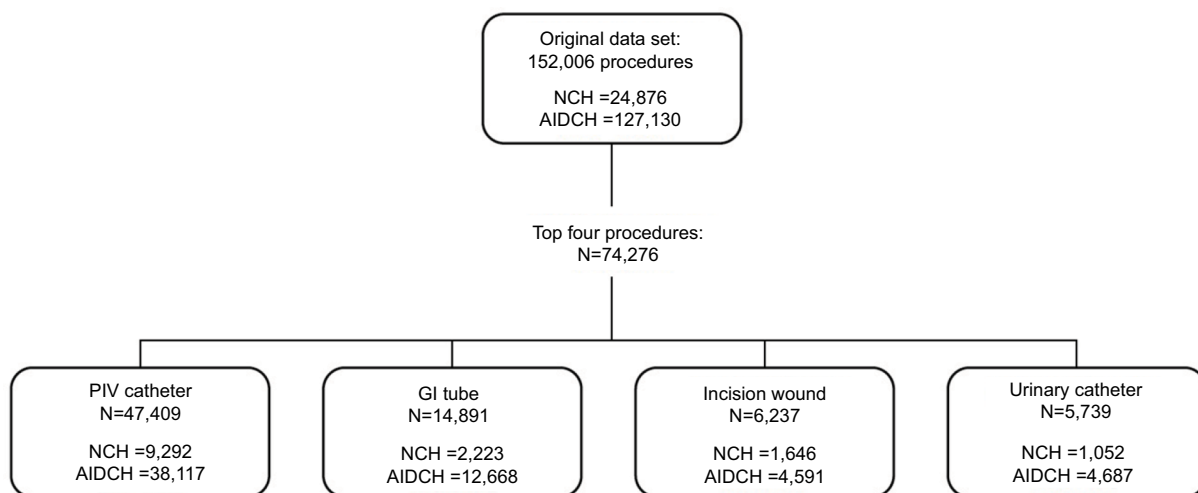 Original data set:
152,006 procedures
NCH =24,876
AIDCH =127,130
Top four procedures:
N=74,276
PIV catheter
N=47,409
NCH =9,292
AIDCH =38,117
GI tube
N=14,891
NCH =2,223
AIDCH =12,668
Incision wound
N=6,237
NCH =1,646
AIDCH =4,591
Urinary catheter
N=5,739
NCH =1,052
AIDCH =4,687